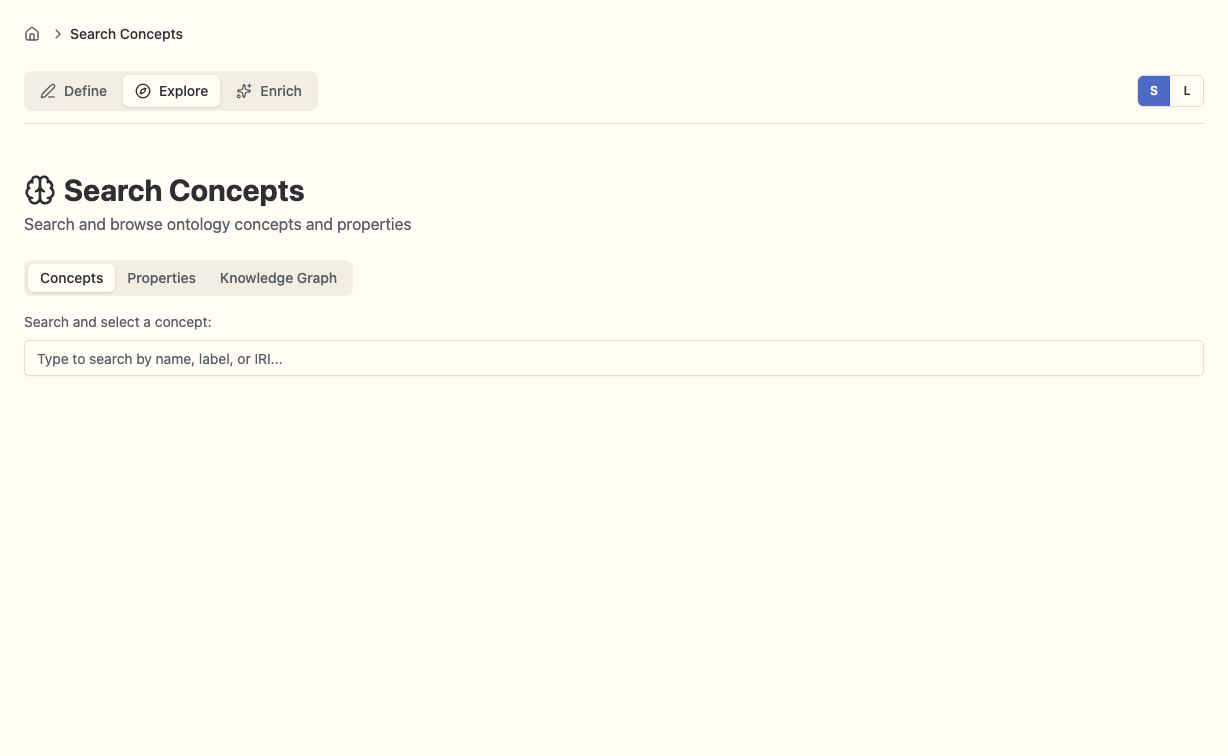 Search Concepts
Define
Explore
Enrich
S
L
Search Concepts
Search and browse ontology concepts and properties
Concepts
Properties
Knowledge Graph
Search and select a concept:
Type to search by name, label, or IRI...